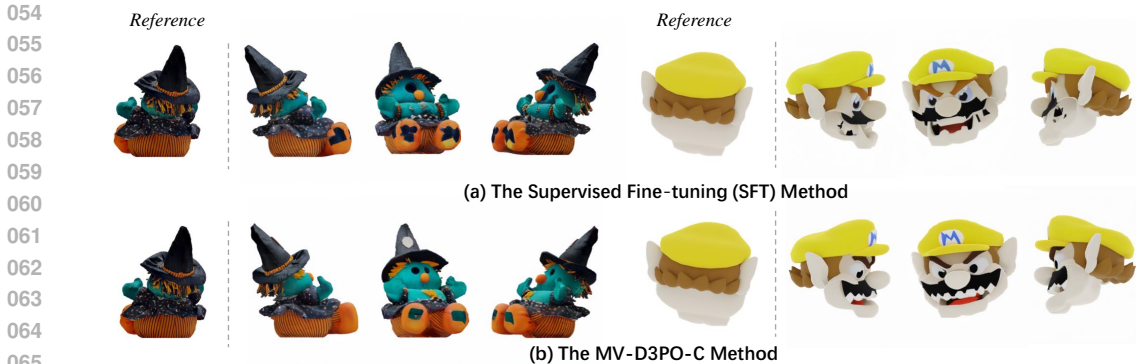 054
Reference
Reference
055
056
057
058
059
(a) The Supervised Fine-tuning (SFT) Method
060
061
062
063
064
(b) The MV-D3PO-C Method
065
M
M
M
M